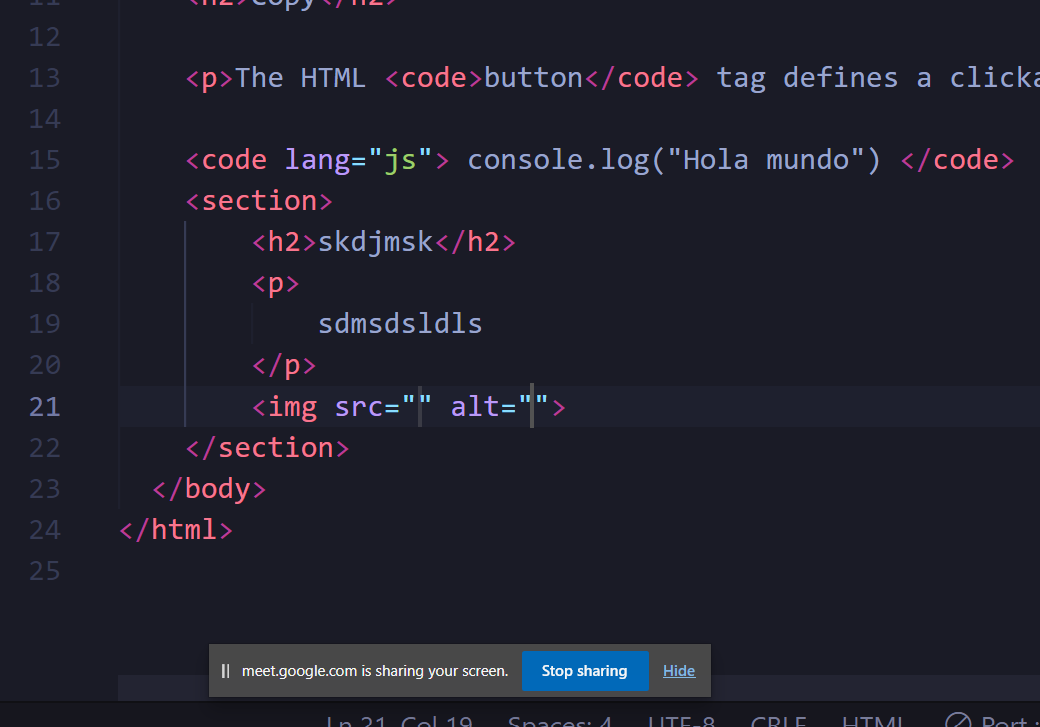 11 <h2>Copy</h2>
12
13 <p>The HTML <code>button</code> tag defines a
14
15 <code lang="js"> console.log("Hola mundo") </code>
16 <section>
17 <h2>skdjmsk</h2>
18 <p>
19 sdmsdsldls
20 </p>
21 <img src="" alt="">
22 </section>
23 </body>
24 </html>
25
meet.google.com is sharing your screen. Stop sharing Hide
Ln 21, Col 19 Spaces: 4 UTF-8 CRLF HTML Port :